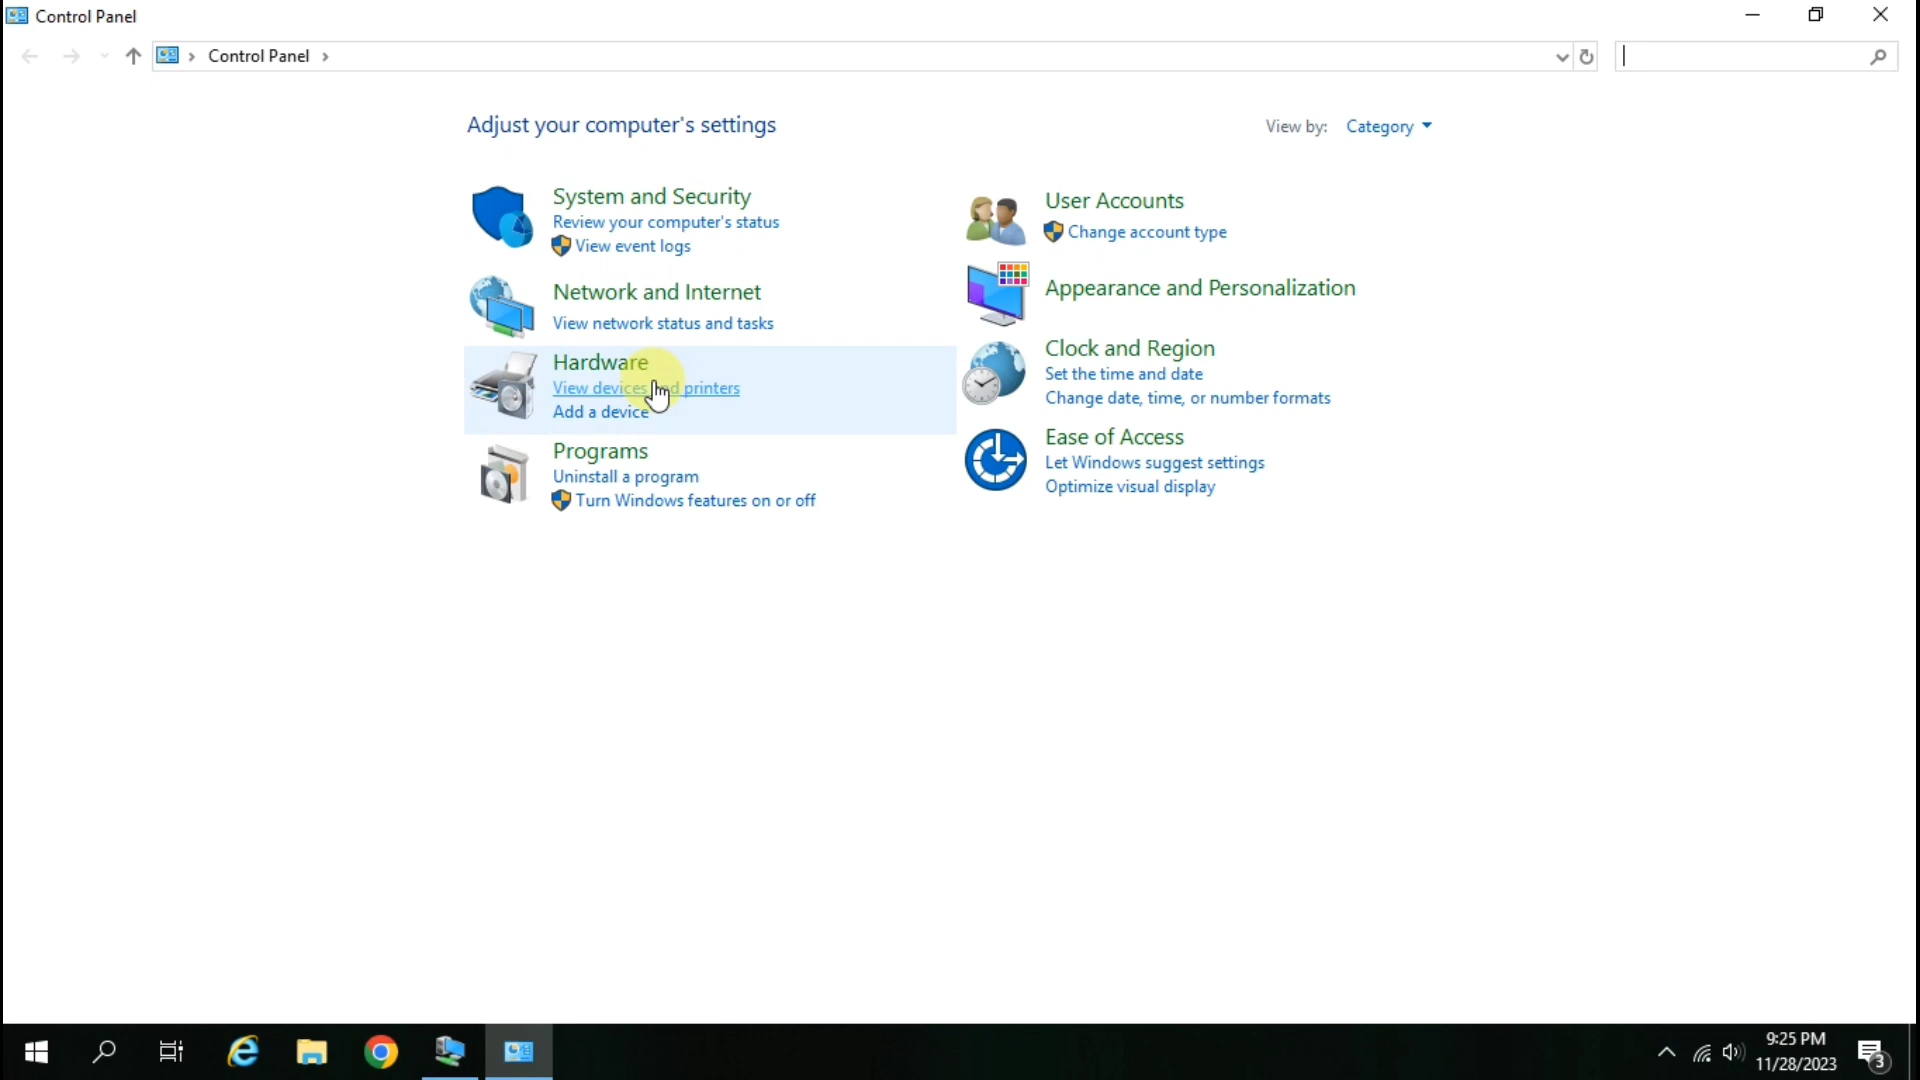 Control Panel
Control Panel
Adjust your computer's settings
View by: Category
System and Security
Review your computer's status
View event logs
Network and Internet
View network status and tasks
Hardware
View devices and printers
Add a device
Programs
Uninstall a program
Turn Windows features on or off
User Accounts
Change account type
Appearance and Personalization
Clock and Region
Set the time and date
Change date, time, or number formats
Ease of Access
Let Windows suggest settings
Optimize visual display
9:25 PM
11/28/2023
3